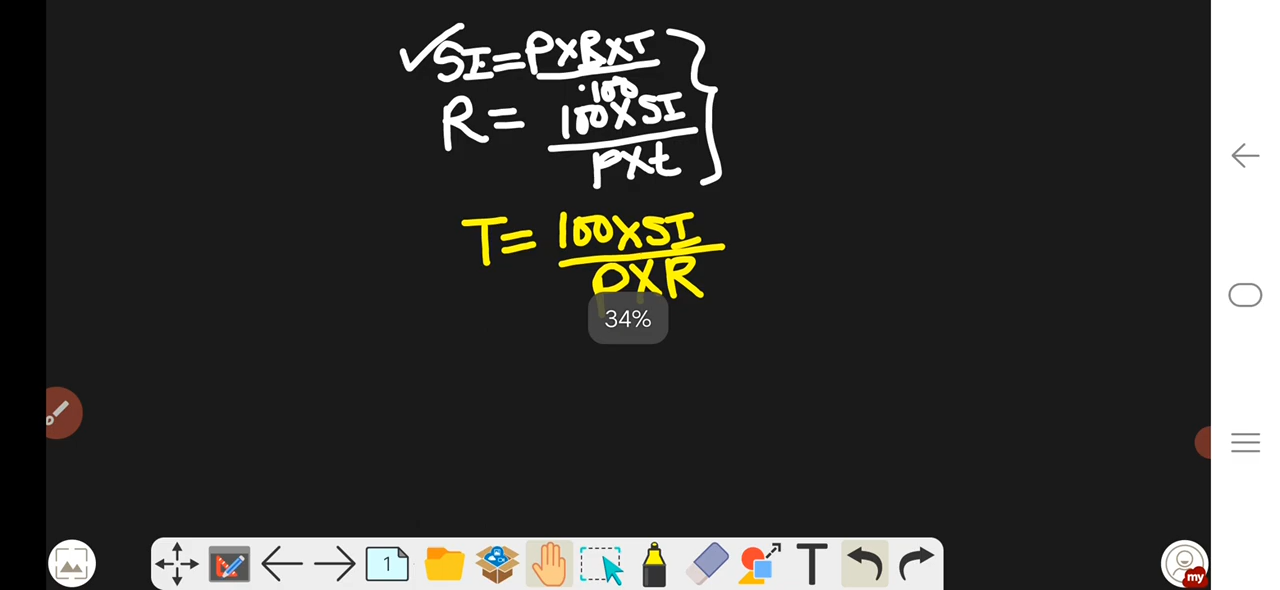 SI = P X R X T
100
R = 100 X SI
P X t
T = 100 X SI
P X R
34%
1
T
my